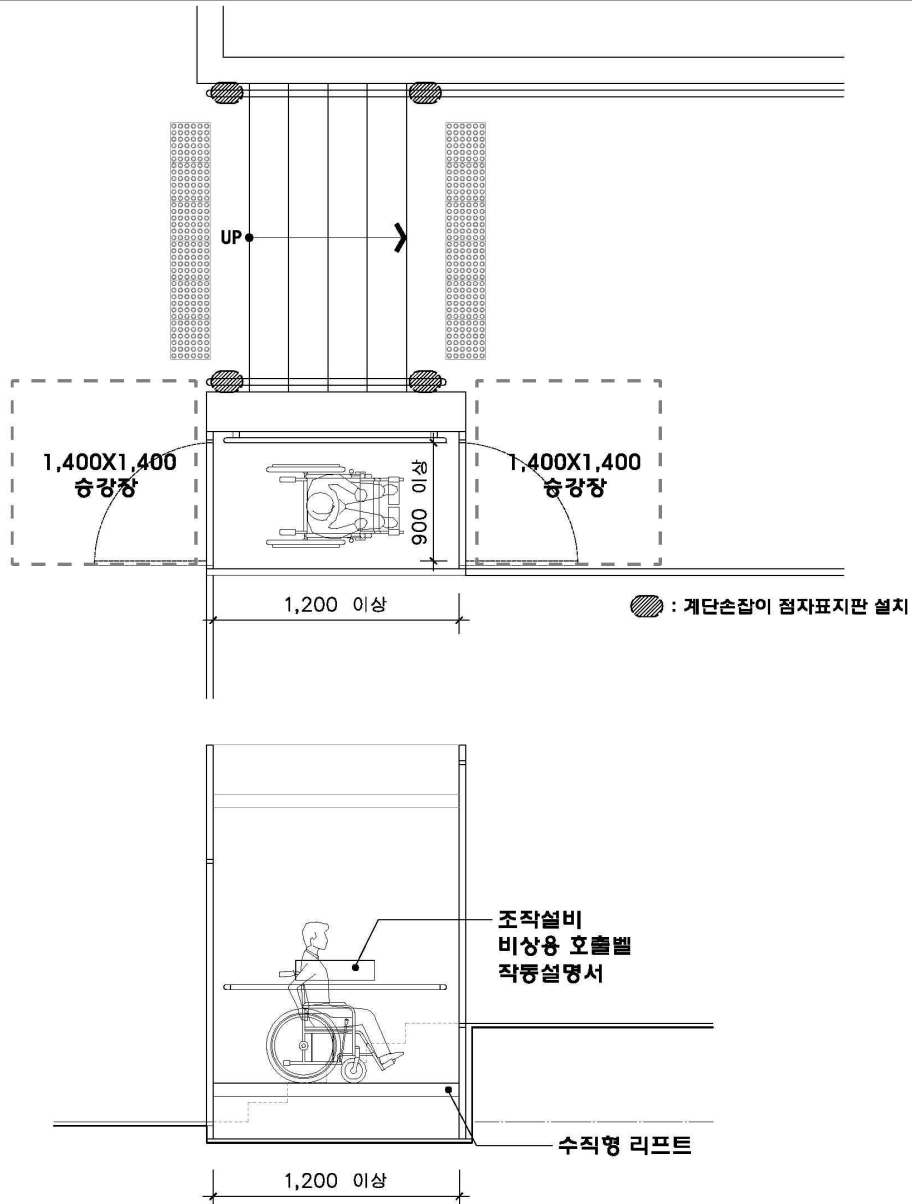 UP
1,400X1,400
승강장
900 이상
1,400X1,400
승강장
1,200 이상
: 계단손잡이 점자표지판 설치
조작설비
비상용 호출벨
작동설명서
수직형 리프트
1,200 이상